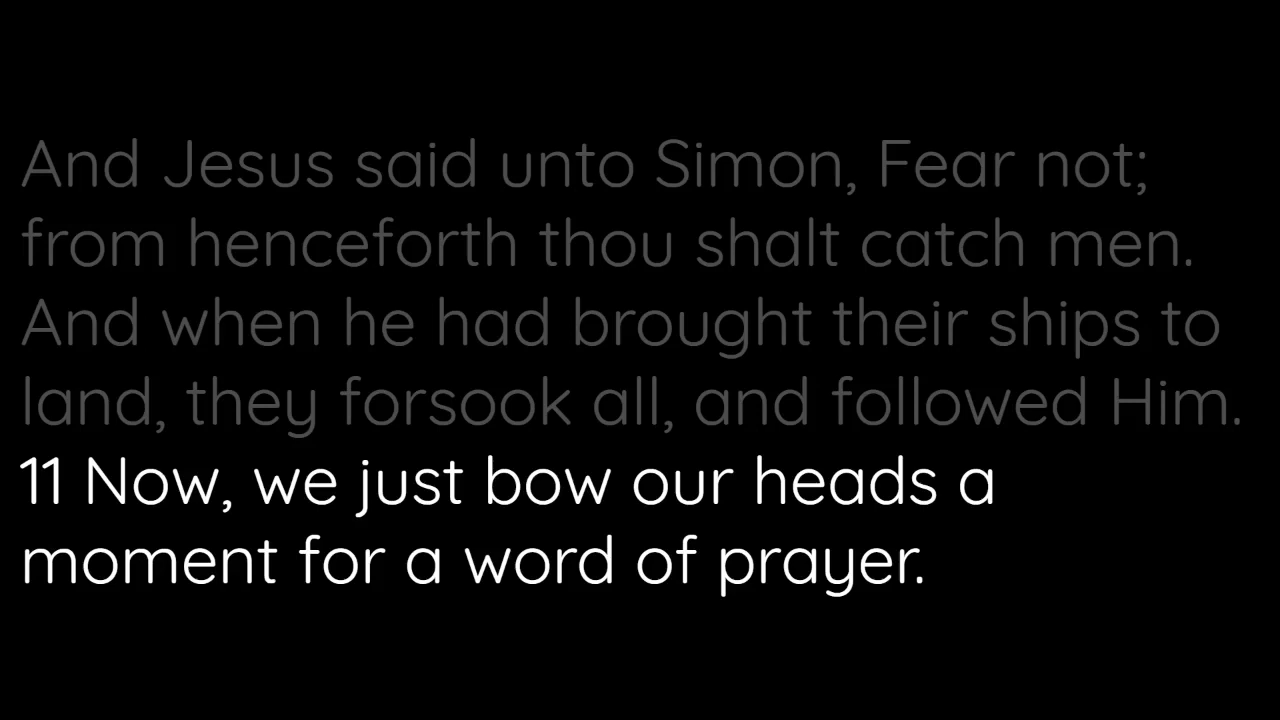 And Jesus said unto Simon, Fear not;
from henceforth thou shalt catch men.
And when he had brought their ships to
land, they forsook all, and followed Him.
11 Now, we just bow our heads a
moment for a word of prayer.